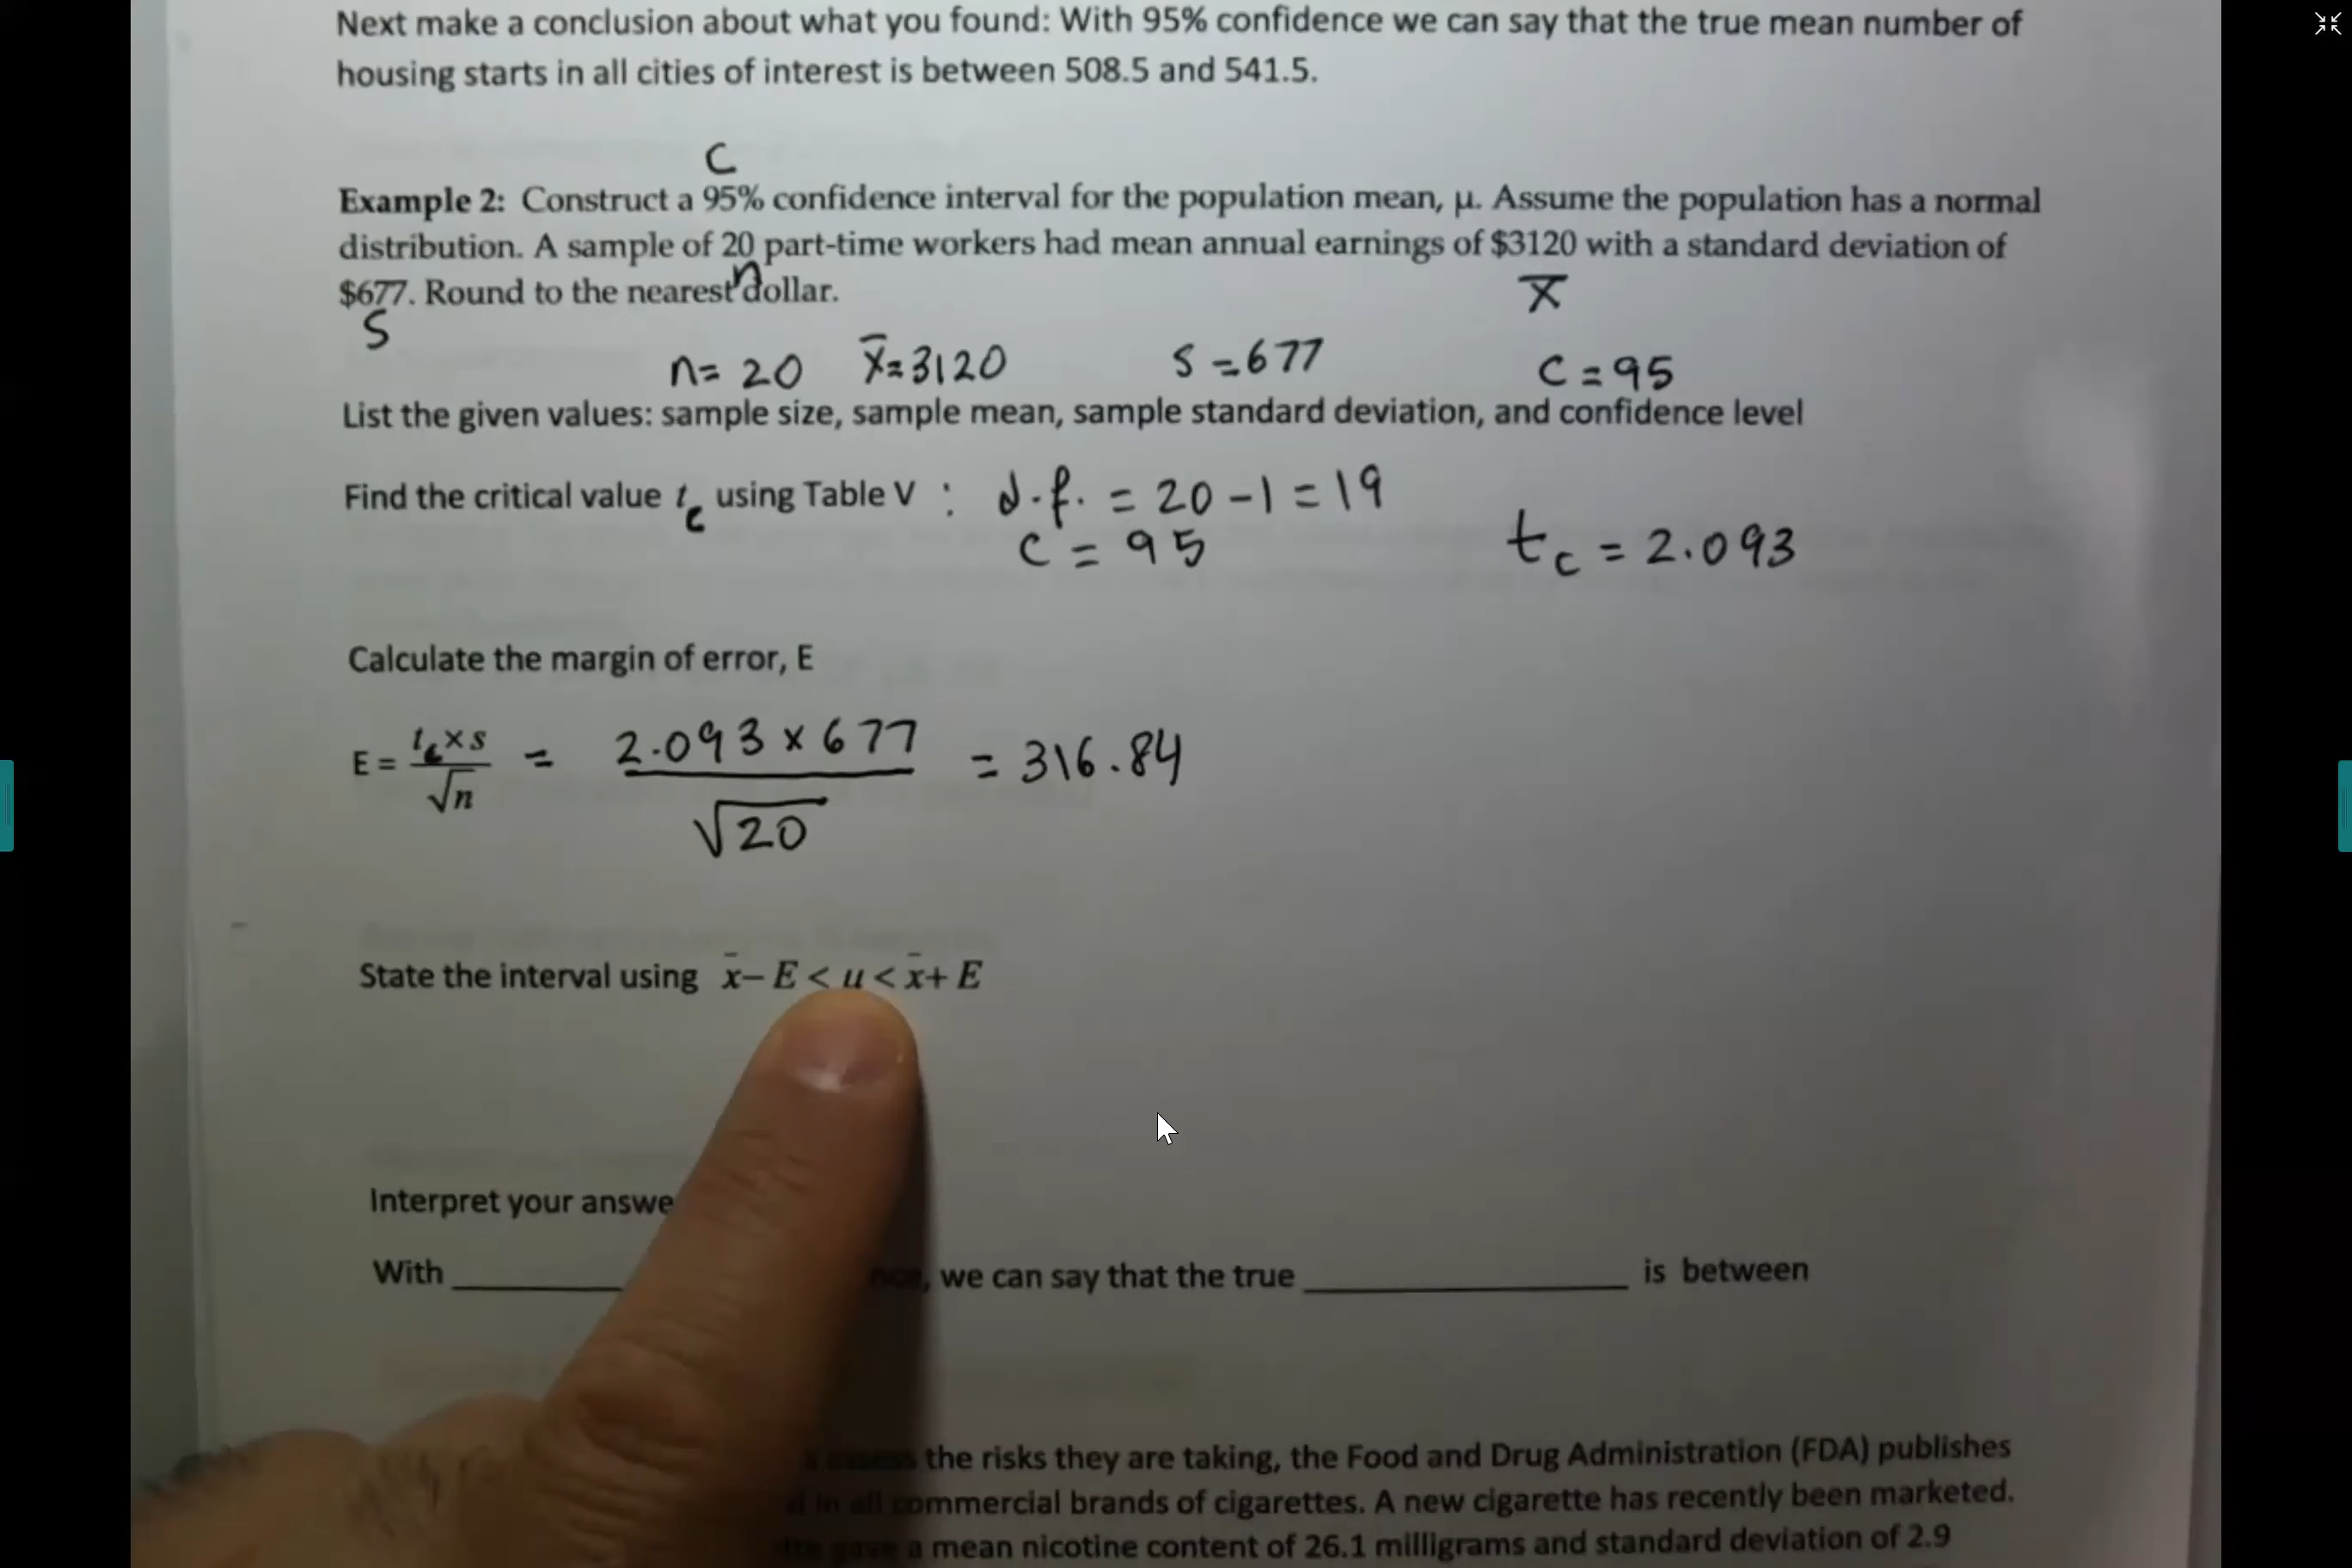 Next make a conclusion about what you found: With 95% confidence we can say that the true mean number of
housing starts in all cities of interest is between 508.5 and 541.5.
C
Example 2: Construct a 95% confidence interval for the population mean, μ. Assume the population has a normal
distribution. A sample of 20 part-time workers had mean annual earnings of $3120 with a standard deviation of
n x̄
$677. Round to the nearest dollar.
S
n= 20 x̄=3120 s=677 c=95
List the given values: sample size, sample mean, sample standard deviation, and confidence level
Find the critical value t_c using Table V : d.f. = 20-1=19
c = 95 t_c = 2.093
Calculate the margin of error, E
E = t_c×s/√n = 2.093×677/√20 = 316.84
State the interval using x̄– E < u < x̄+ E
Interpret your
With ________ we can say that the true ________ is between
the risks they are taking, the Food and Drug Administration (FDA) publishes
commercial brands of cigarettes. A new cigarette has recently been marketed.
a mean nicotine content of 26.1 milligrams and standard deviation of 2.9